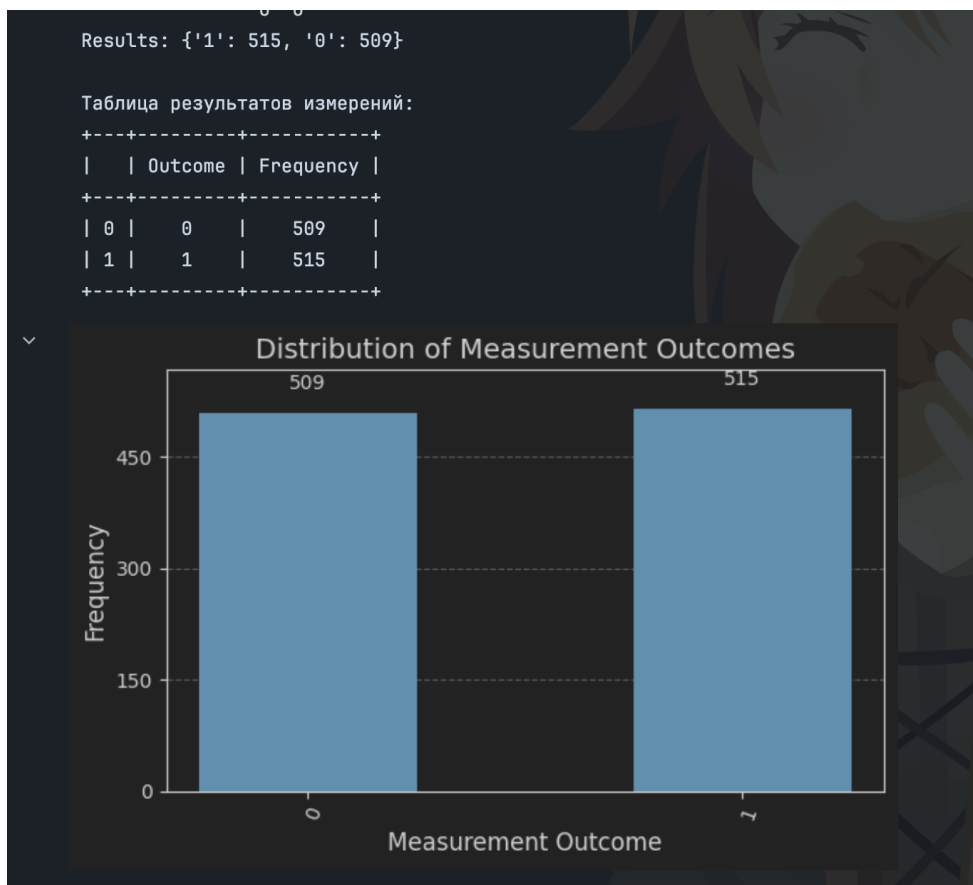 Results: {'1': 515, '0': 509}
Таблица результатов измерений:
+---+---------+-----------+
|   | Outcome | Frequency |
+---+---------+-----------+
| 0 |    0    |    509    |
| 1 |    1    |    515    |
+---+---------+-----------+
Distribution of Measurement Outcomes
509
515
450
300
150
0
Frequency
0
1
Measurement Outcome